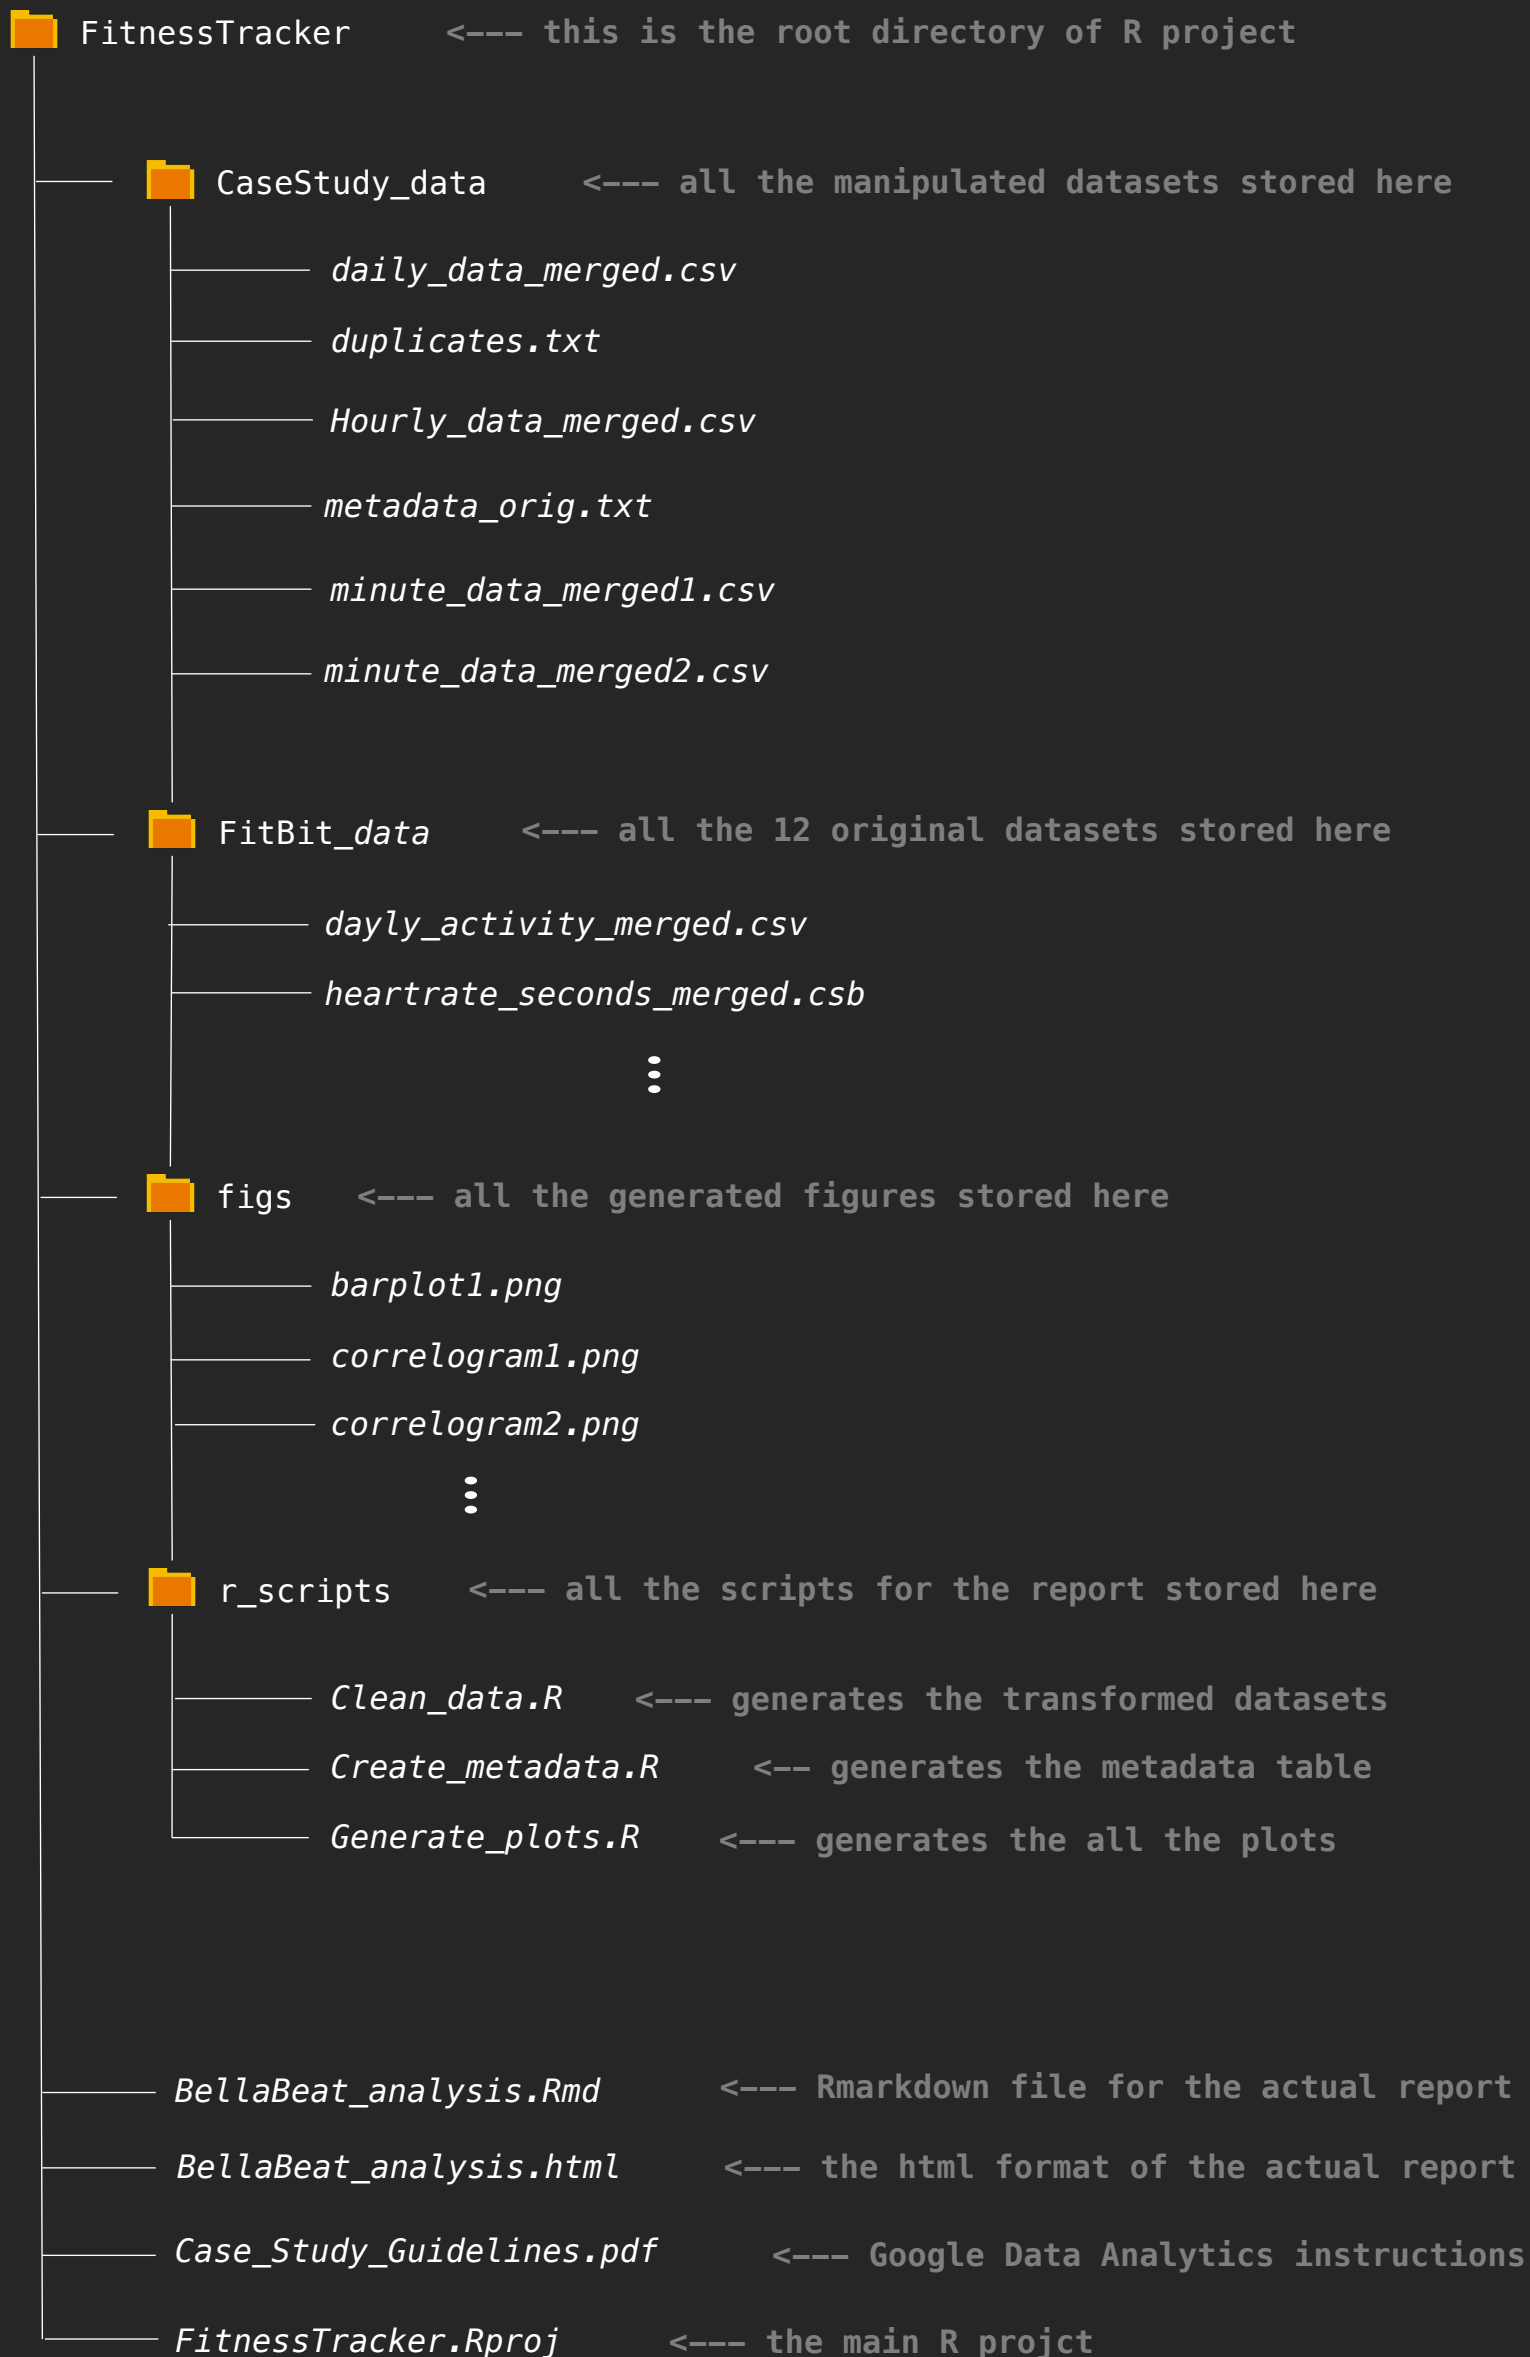 FitnessTracker <--- this is the root directory of R project
CaseStudy_data <--- all the manipulated datasets stored here
daily_data_merged.csv
duplicates.txt
Hourly_data_merged.csv
metadata_orig.txt
minute_data_merged1.csv
minute_data_merged2.csv
FitBit_data <--- all the 12 original datasets stored here
dayly_activity_merged.csv
heartrate_seconds_merged.csb
figs <--- all the generated figures stored here
barplot1.png
correlogram1.png
correlogram2.png
r_scripts <--- all the scripts for the report stored here
Clean_data.R <--- generates the transformed datasets
Create_metadata.R <-- generates the metadata table
Generate_plots.R <--- generates the all the plots
BellaBeat_analysis.Rmd <--- Rmarkdown file for the actual report
BellaBeat_analysis.html <--- the html format of the actual report
Case_Study_Guidelines.pdf <--- Google Data Analytics instructions
FitnessTracker.Rproj <--- the main R projct